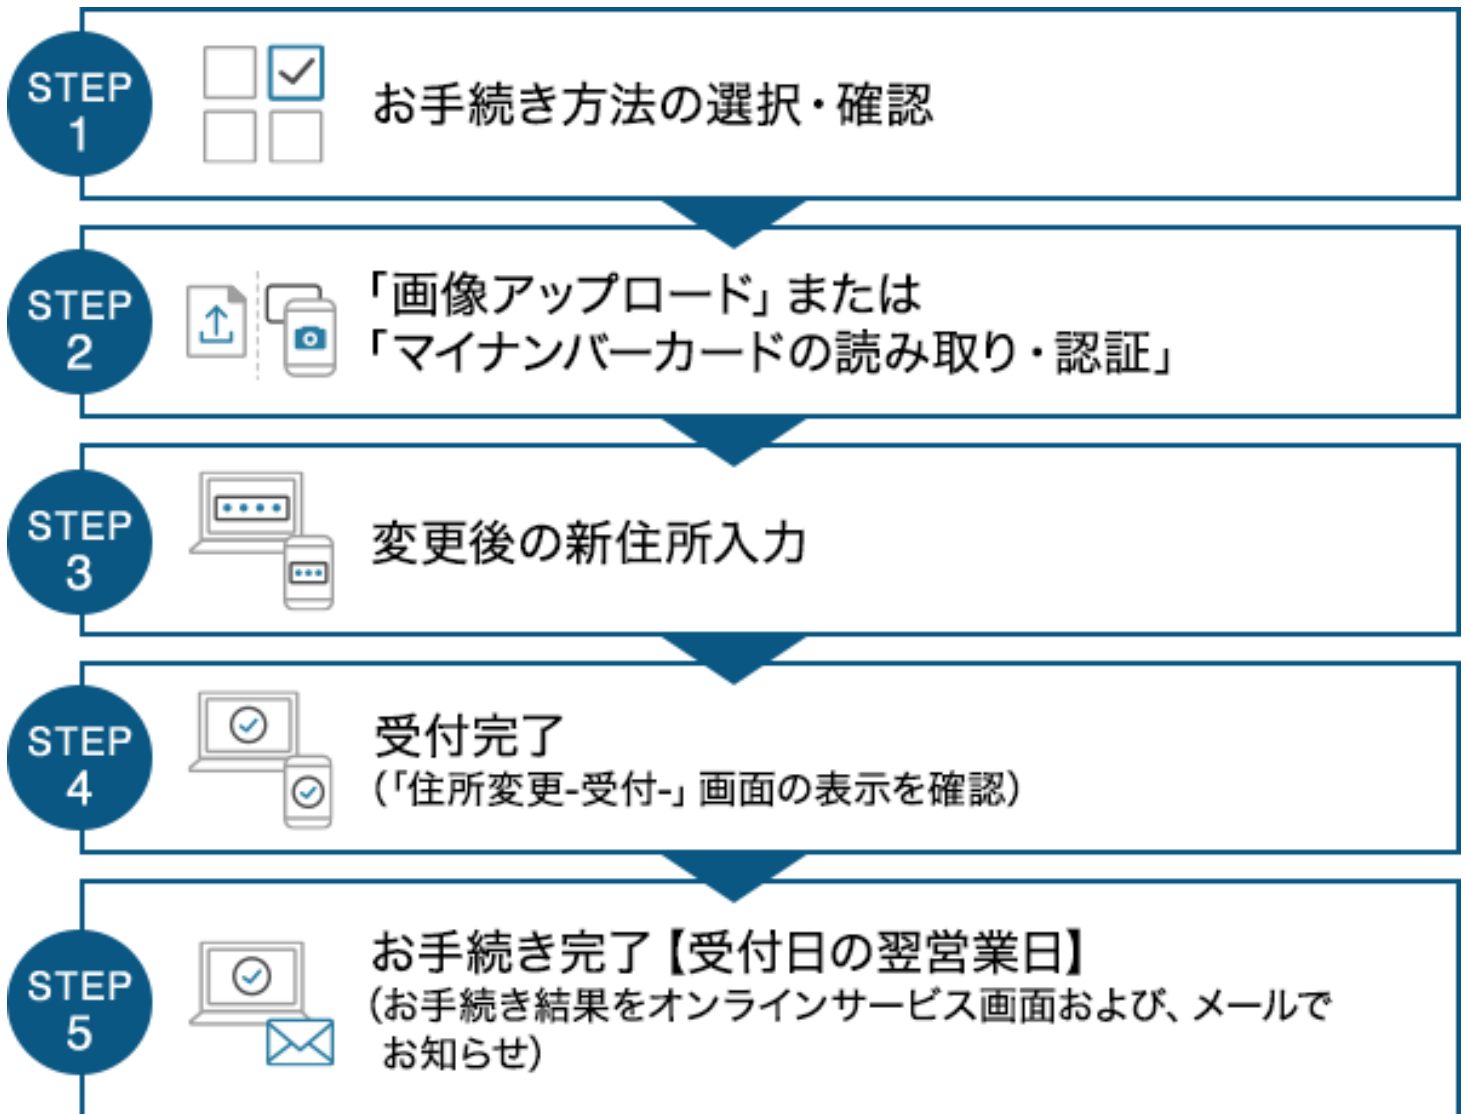 STEP
1
お手続き方法の選択・確認
STEP
2
「画像アップロード」または
「マイナンバーカードの読み取り・認証」
STEP
3
変更後の新住所入力
STEP
4
受付完了
(「住所変更-受付-」画面の表示を確認)
STEP
5
お手続き完了【受付日の翌営業日】
(お手続き結果をオンラインサービス画面および、メールで
お知らせ)